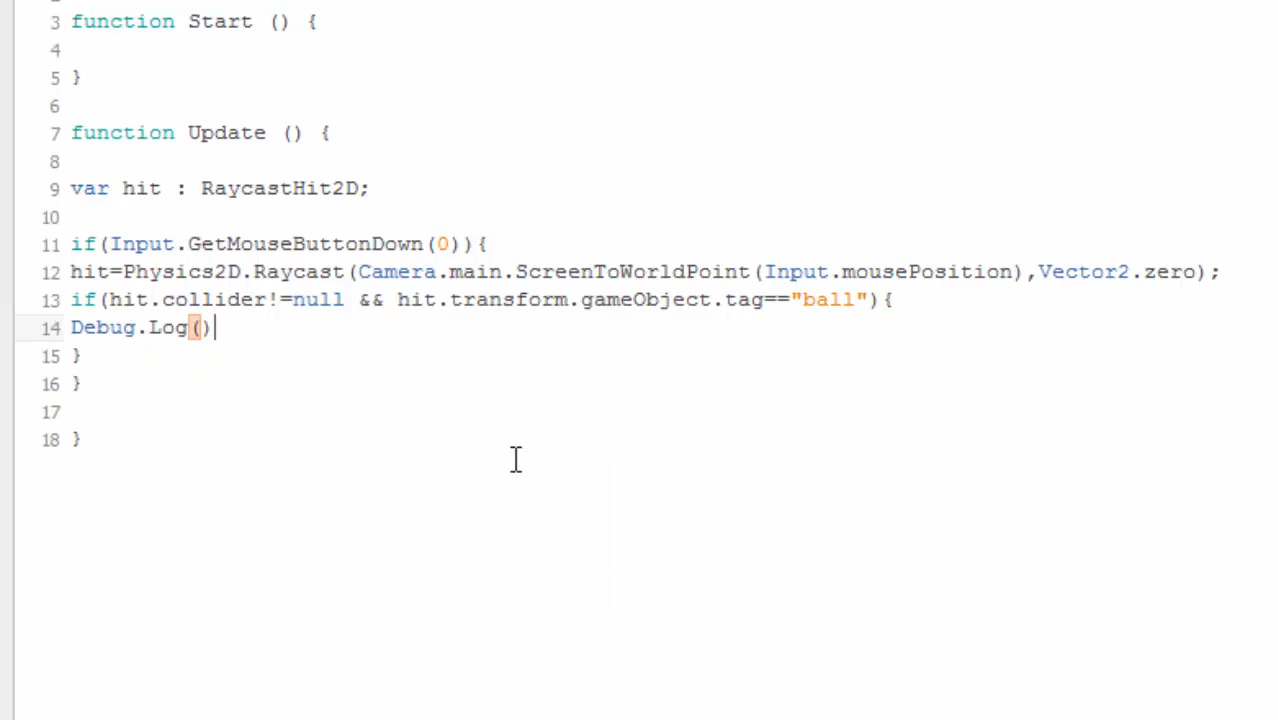 3 function Start () {
4
5 }
6
7 function Update () {
8
9 var hit : RaycastHit2D;
10
11 if(Input.GetMouseButtonDown(0)){
12 hit=Physics2D.Raycast(Camera.main.ScreenToWorldPoint(Input.mousePosition),Vector2.zero);
13 if(hit.collider!=null && hit.transform.gameObject.tag=="ball"){
14 Debug.Log()
15 }
16 }
17
18 }